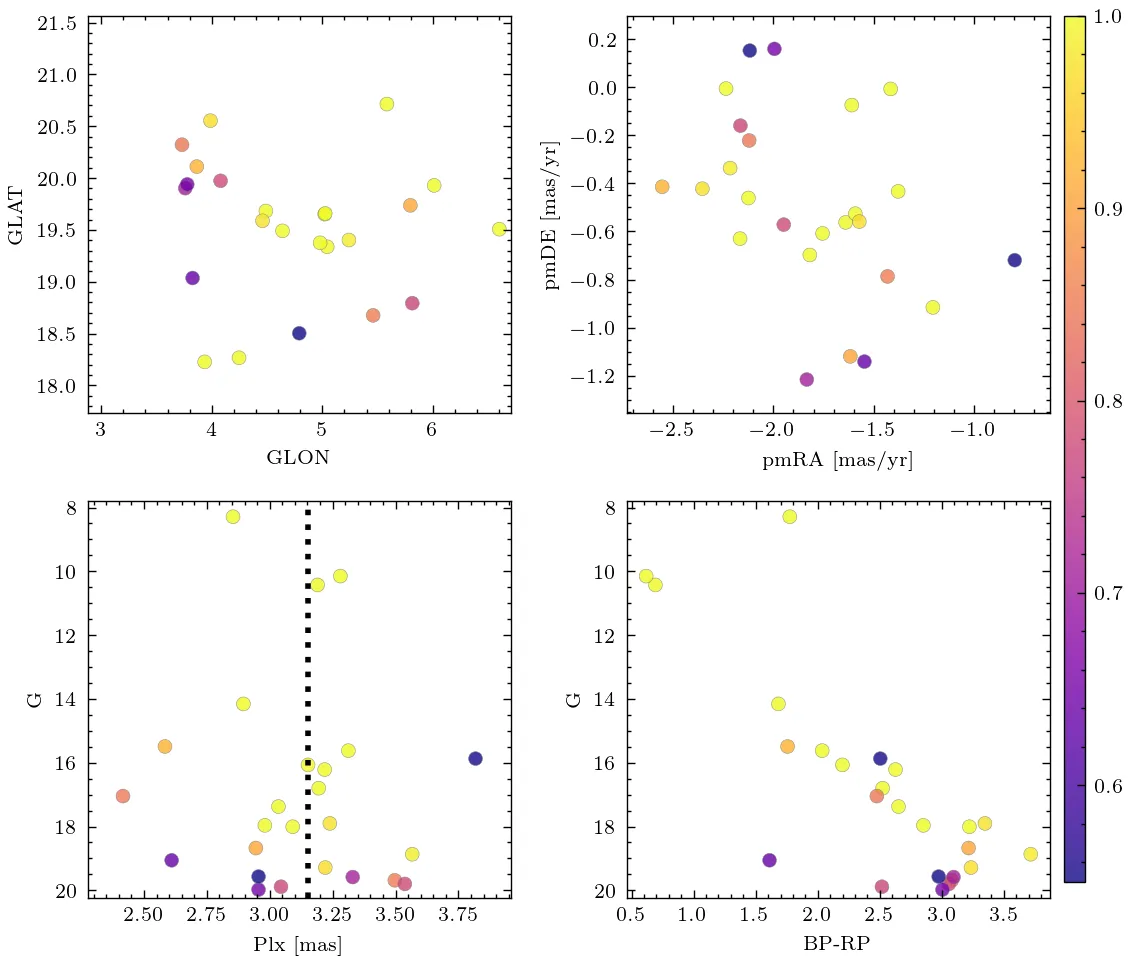 21.5
21.0
20.5
20.0
19.5
19.0
18.5
18.0
GLAT
3 4 5 6
GLON
0.2
0.0
−0.2
−0.4
−0.6
−0.8
−1.0
−1.2
pmDE [mas/yr]
−2.5 −2.0 −1.5 −1.0
pmRA [mas/yr]
1.0
0.9
0.8
0.7
0.6
8
10
12
14
16
18
20
G
2.50 2.75 3.00 3.25 3.50 3.75
Plx [mas]
8
10
12
14
16
18
20
G
0.5 1.0 1.5 2.0 2.5 3.0 3.5
BP-RP